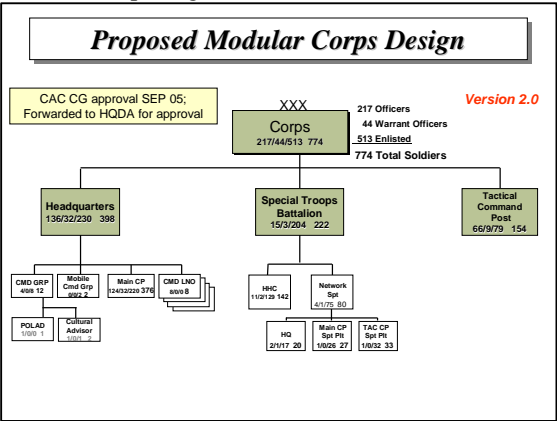 Proposed Modular Corps Design
CAC CG approval SEP 05;
Forwarded to HQDA for approval
Version 2.0
XXX
Corps
217/44/513 774
217 Officers
44 Warrant Officers
513 Enlisted
774 Total Soldiers
Headquarters
136/32/230 398
Special Troops
Battalion
15/3/204 222
Tactical
Command
Post
66/9/79 154
CMD GRP
4/0/8 12
Mobile
Cmd Grp
0/0/2 2
Main CP
124/32/220 376
CMD LNO
8/0/0 8
POLAD
1/0/0 1
Cultural
Advisor
1/0/1 2
HHC
11/2/129 142
Network
Spt
4/1/75 80
HQ
2/1/17 20
Main CP
Spt Plt
1/0/26 27
TAC CP
Spt Plt
1/0/32 33